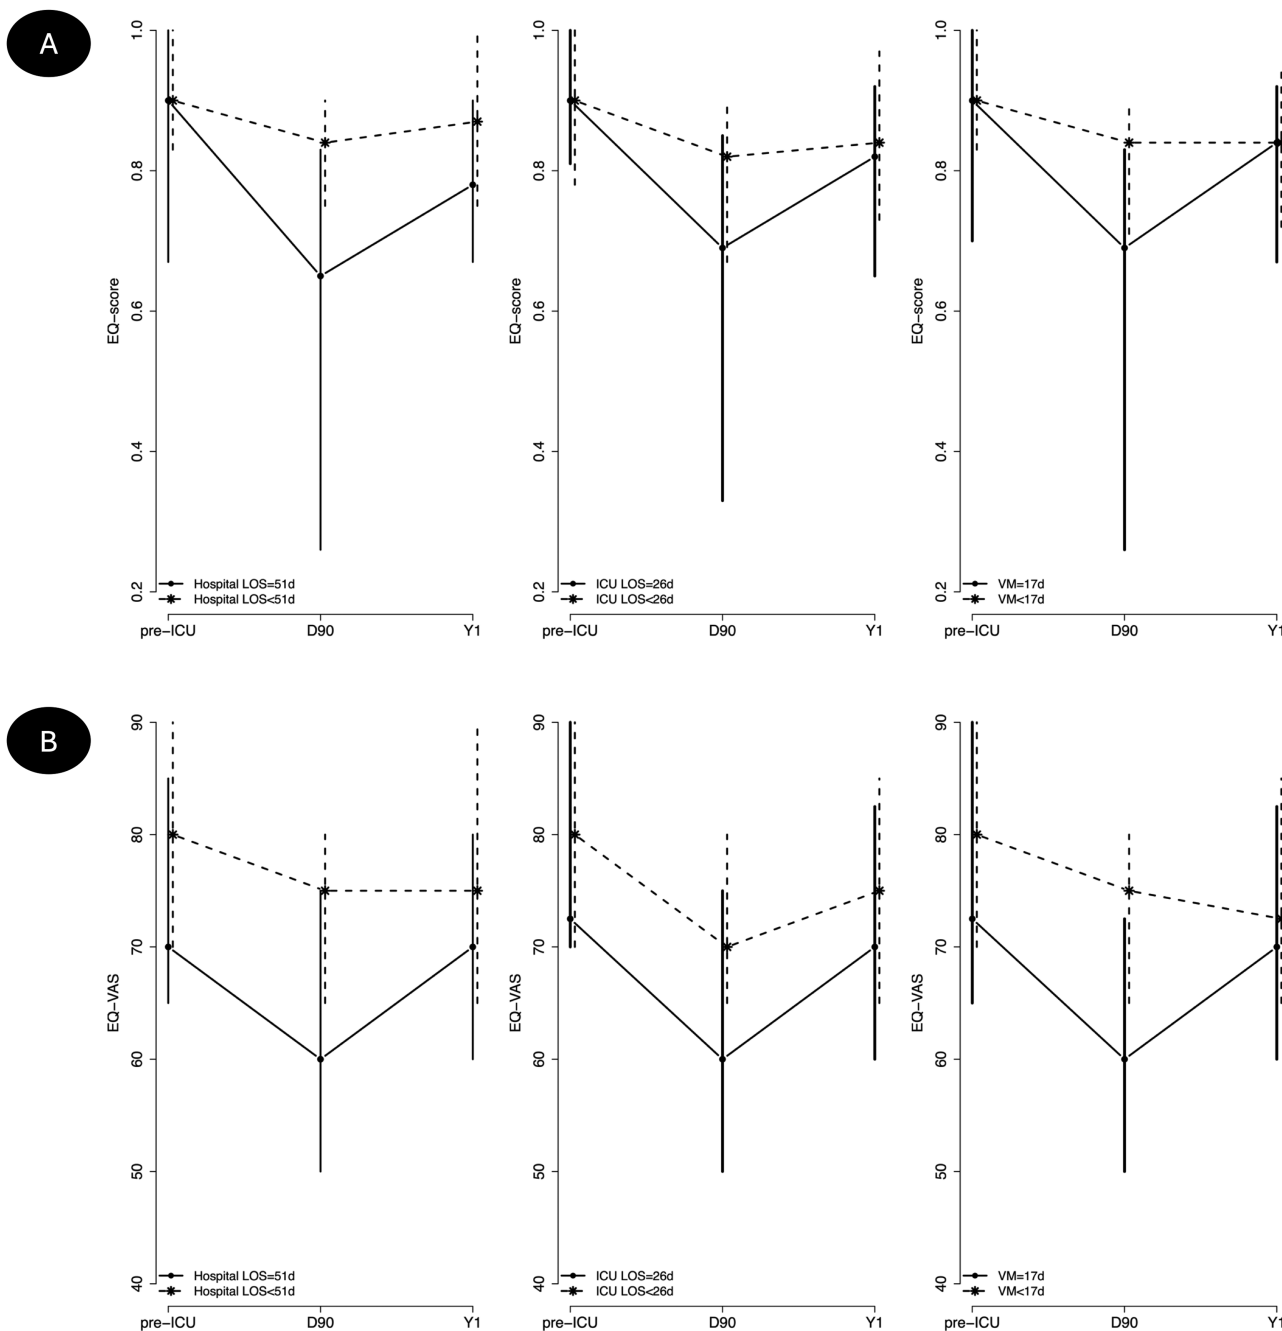 A
1.0
0.8
0.6
0.4
0.2
EQ-score
Hospital LOS=51d
Hospital LOS<51d
pre-ICU D90 Y1
1.0
0.8
0.6
0.4
0.2
EQ-score
ICU LOS=26d
ICU LOS<26d
pre-ICU D90 Y1
1.0
0.8
0.6
0.4
0.2
EQ-score
VM=17d
VM<17d
pre-ICU D90 Y1
B
90
80
70
60
50
40
EQ-VAS
Hospital LOS=51d
Hospital LOS<51d
pre-ICU D90 Y1
90
80
70
60
50
40
EQ-VAS
ICU LOS=26d
ICU LOS<26d
pre-ICU D90 Y1
90
80
70
60
50
40
EQ-VAS
VM=17d
VM<17d
pre-ICU D90 Y1